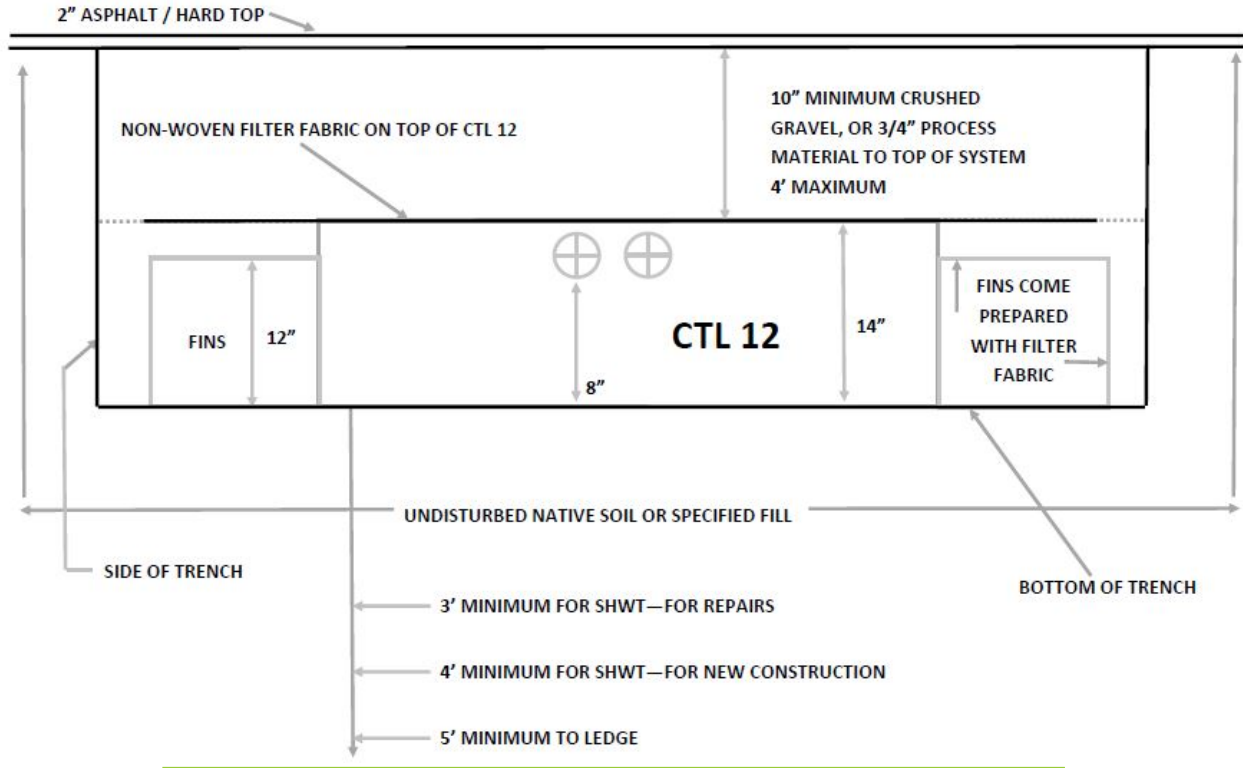 2” ASPHALT / HARD TOP
10” MINIMUM CRUSHED
GRAVEL, OR 3/4” PROCESS
MATERIAL TO TOP OF SYSTEM
4’ MAXIMUM
NON-WOVEN FILTER FABRIC ON TOP OF CTL 12
FINS
12”
8”
CTL 12
14”
FINS COME
PREPARED
WITH FILTER
FABRIC
UNDISTURBED NATIVE SOIL OR SPECIFIED FILL
SIDE OF TRENCH
BOTTOM OF TRENCH
3’ MINIMUM FOR SHWT—FOR REPAIRS
4’ MINIMUM FOR SHWT—FOR NEW CONSTRUCTION
5’ MINIMUM TO LEDGE